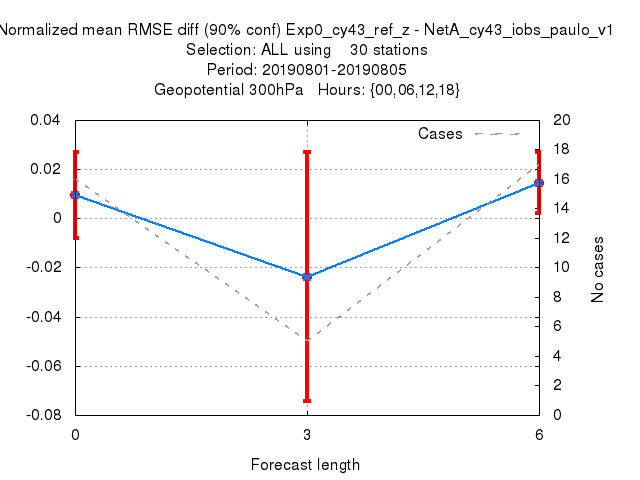 Normalized mean RMSE diff (90% conf) Exp0_cy43_ref_z - NetA_cy43_iobs_paulo_v1
Selection: ALL using 30 stations
Period: 20190801-20190805
Geopotential 300hPa Hours: {00,06,12,18}
Cases
0.04
0.02
0
-0.02
-0.04
-0.06
-0.08
20
18
16
14
12
10
8
6
4
2
0
No cases
0 3 6
Forecast length